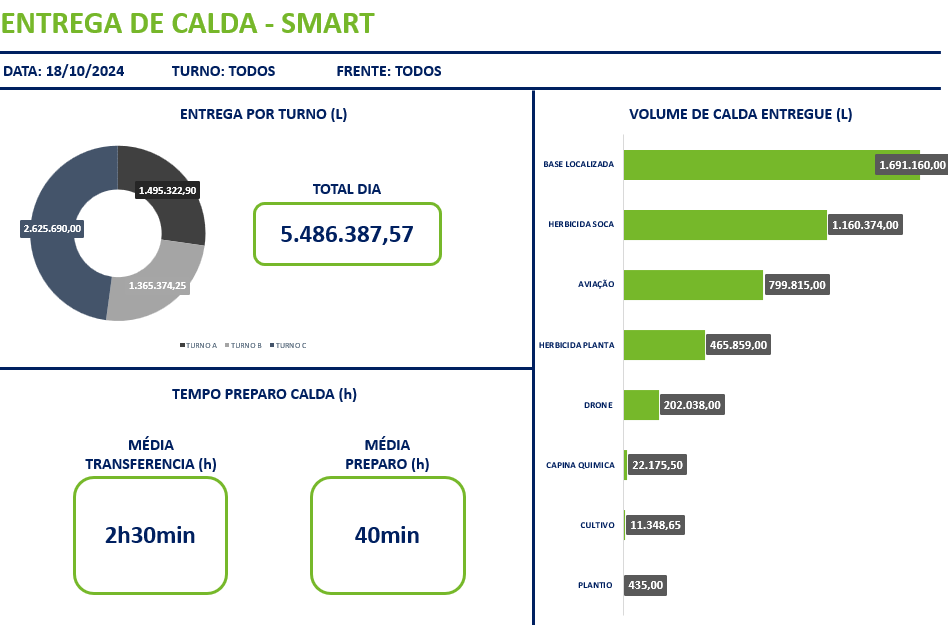 ENTREGA DE CALDA - SMART
DATA: 18/10/2024 TURNO: TODOS FRENTE: TODOS
ENTREGA POR TURNO (L)
1.495.322,90
2.625.690,00
1.365.374,25
TURNO A TURNO B TURNO C
TOTAL DIA
5.486.387,57
TEMPO PREPARO CALDA (h)
MÉDIA
TRANSFERENCIA (h)
2h30min
MÉDIA
PREPARO (h)
40min
VOLUME DE CALDA ENTREGUE (L)
BASE LOCALIZADA 1.691.160,00
HERBICIDA SOCA 1.160.374,00
AVIAÇÃO 799.815,00
HERBICIDA PLANTA 465.859,00
DRONE 202.038,00
CAPINA QUIMICA 22.175,50
CULTIVO 11.348,65
PLANTIO 435,00